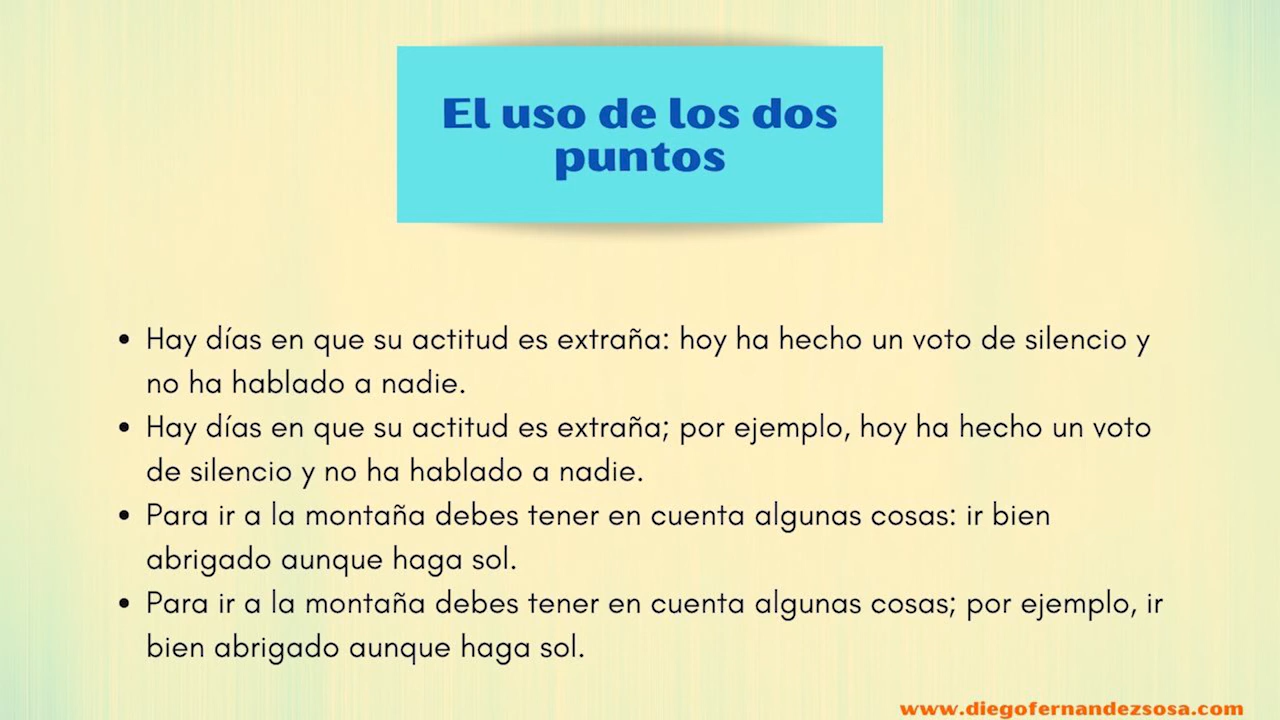 El uso de los dos
puntos
• Hay días en que su actitud es extraña: hoy ha hecho un voto de silencio y
no ha hablado a nadie.
• Hay días en que su actitud es extraña; por ejemplo, hoy ha hecho un voto
de silencio y no ha hablado a nadie.
• Para ir a la montaña debes tener en cuenta algunas cosas: ir bien
abrigado aunque haga sol.
• Para ir a la montaña debes tener en cuenta algunas cosas; por ejemplo, ir
bien abrigado aunque haga sol.
www.diegofernandezsosa.com